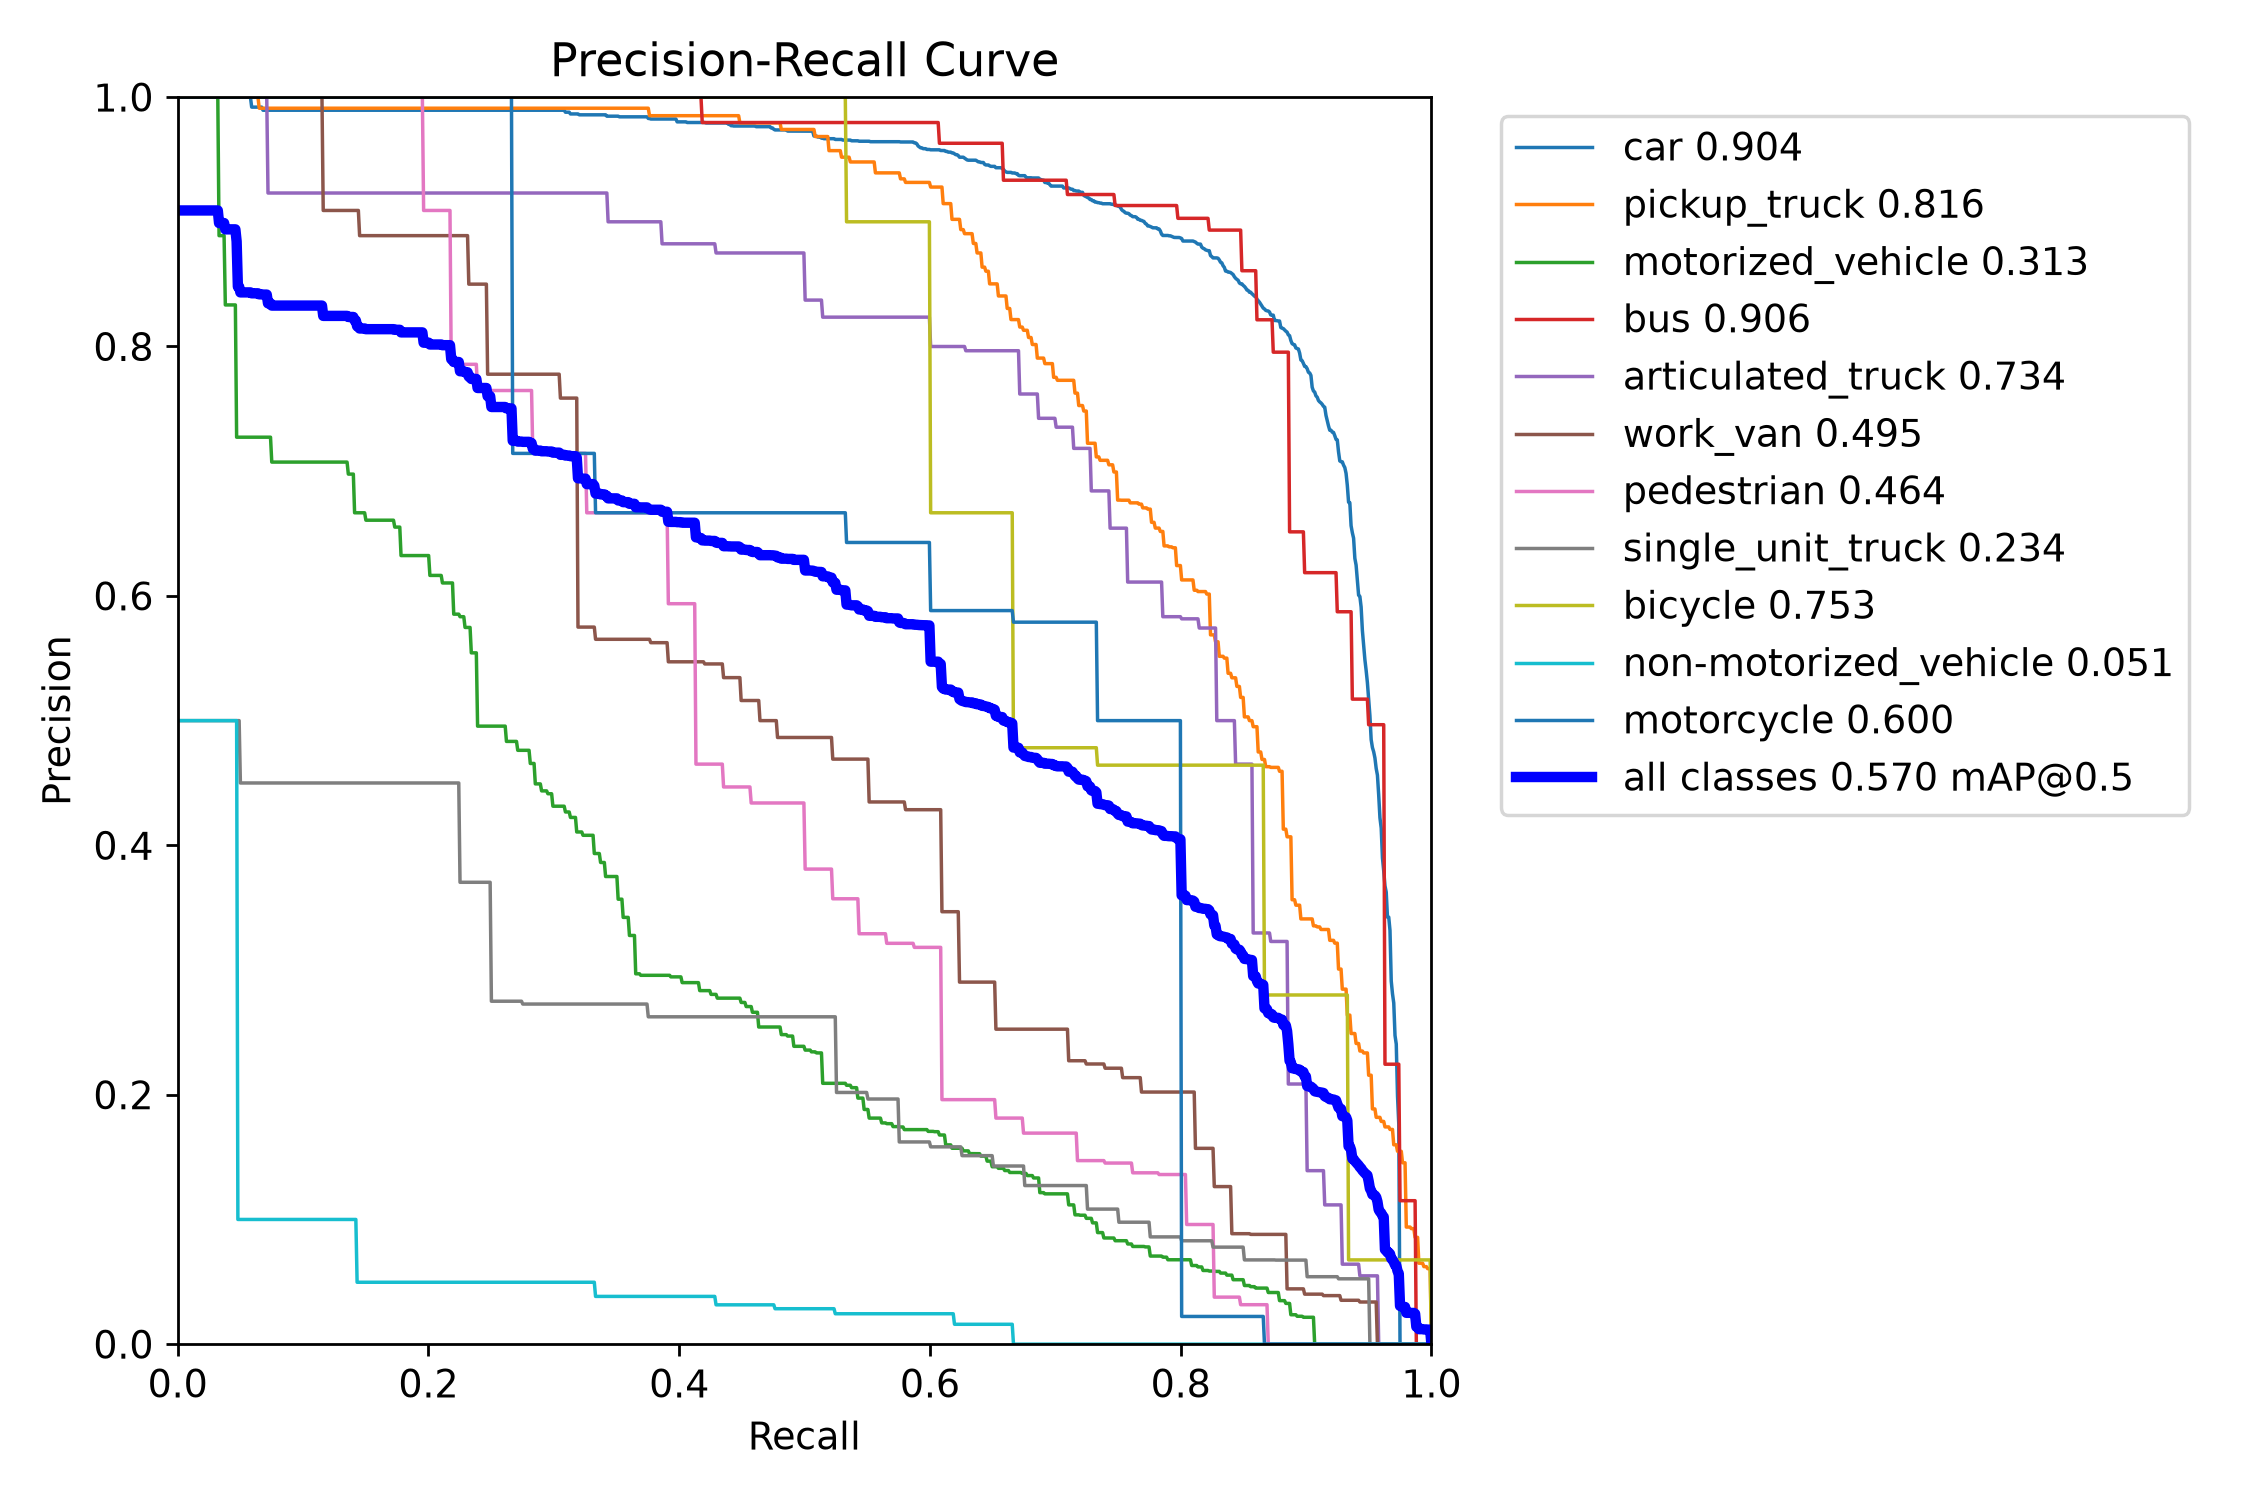 Precision-Recall Curve
1.0
0.8
0.6
0.4
0.2
0.0
Precision
0.0 0.2 0.4 0.6 0.8 1.0
Recall
car 0.904
pickup_truck 0.816
motorized_vehicle 0.313
bus 0.906
articulated_truck 0.734
work_van 0.495
pedestrian 0.464
single_unit_truck 0.234
bicycle 0.753
non-motorized_vehicle 0.051
motorcycle 0.600
all classes 0.570 mAP@0.5